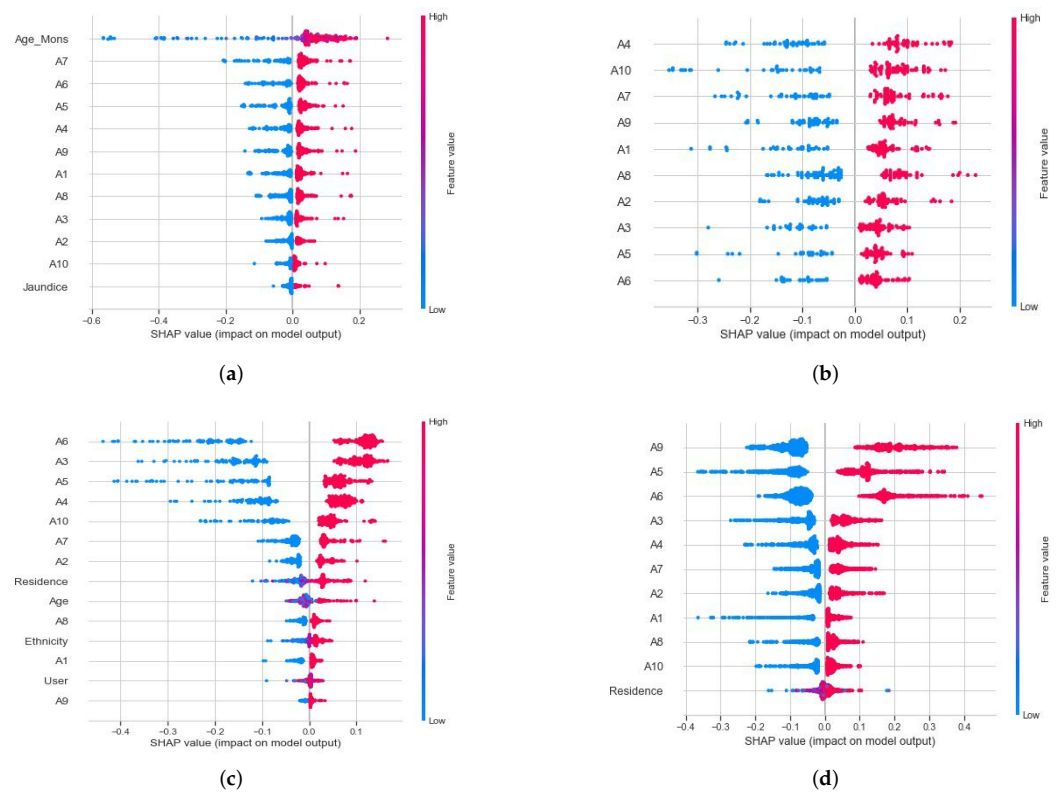 High
Age_Mons
A7
A6
A5
A4
A9
A1
A8
A3
A2
A10
Jaundice
Feature value
Low
−0.6 −0.4 −0.2 0.0 0.2
SHAP value (impact on model output)
(a)
High
A4
A10
A7
A9
A1
A8
A2
A3
A5
A6
Feature value
Low
−0.3 −0.2 −0.1 0.0 0.1 0.2
SHAP value (impact on model output)
(b)
High
A6
A3
A5
A4
A10
A7
A2
Residence
Age
A8
Ethnicity
A1
User
A9
Feature value
Low
−0.4 −0.3 −0.2 −0.1 0.0 0.1
SHAP value (impact on model output)
(c)
High
A9
A5
A6
A3
A4
A7
A2
A1
A8
A10
Residence
Feature value
Low
−0.4 −0.3 −0.2 −0.1 0.0 0.1 0.2 0.3 0.4
SHAP value (impact on model output)
(d)